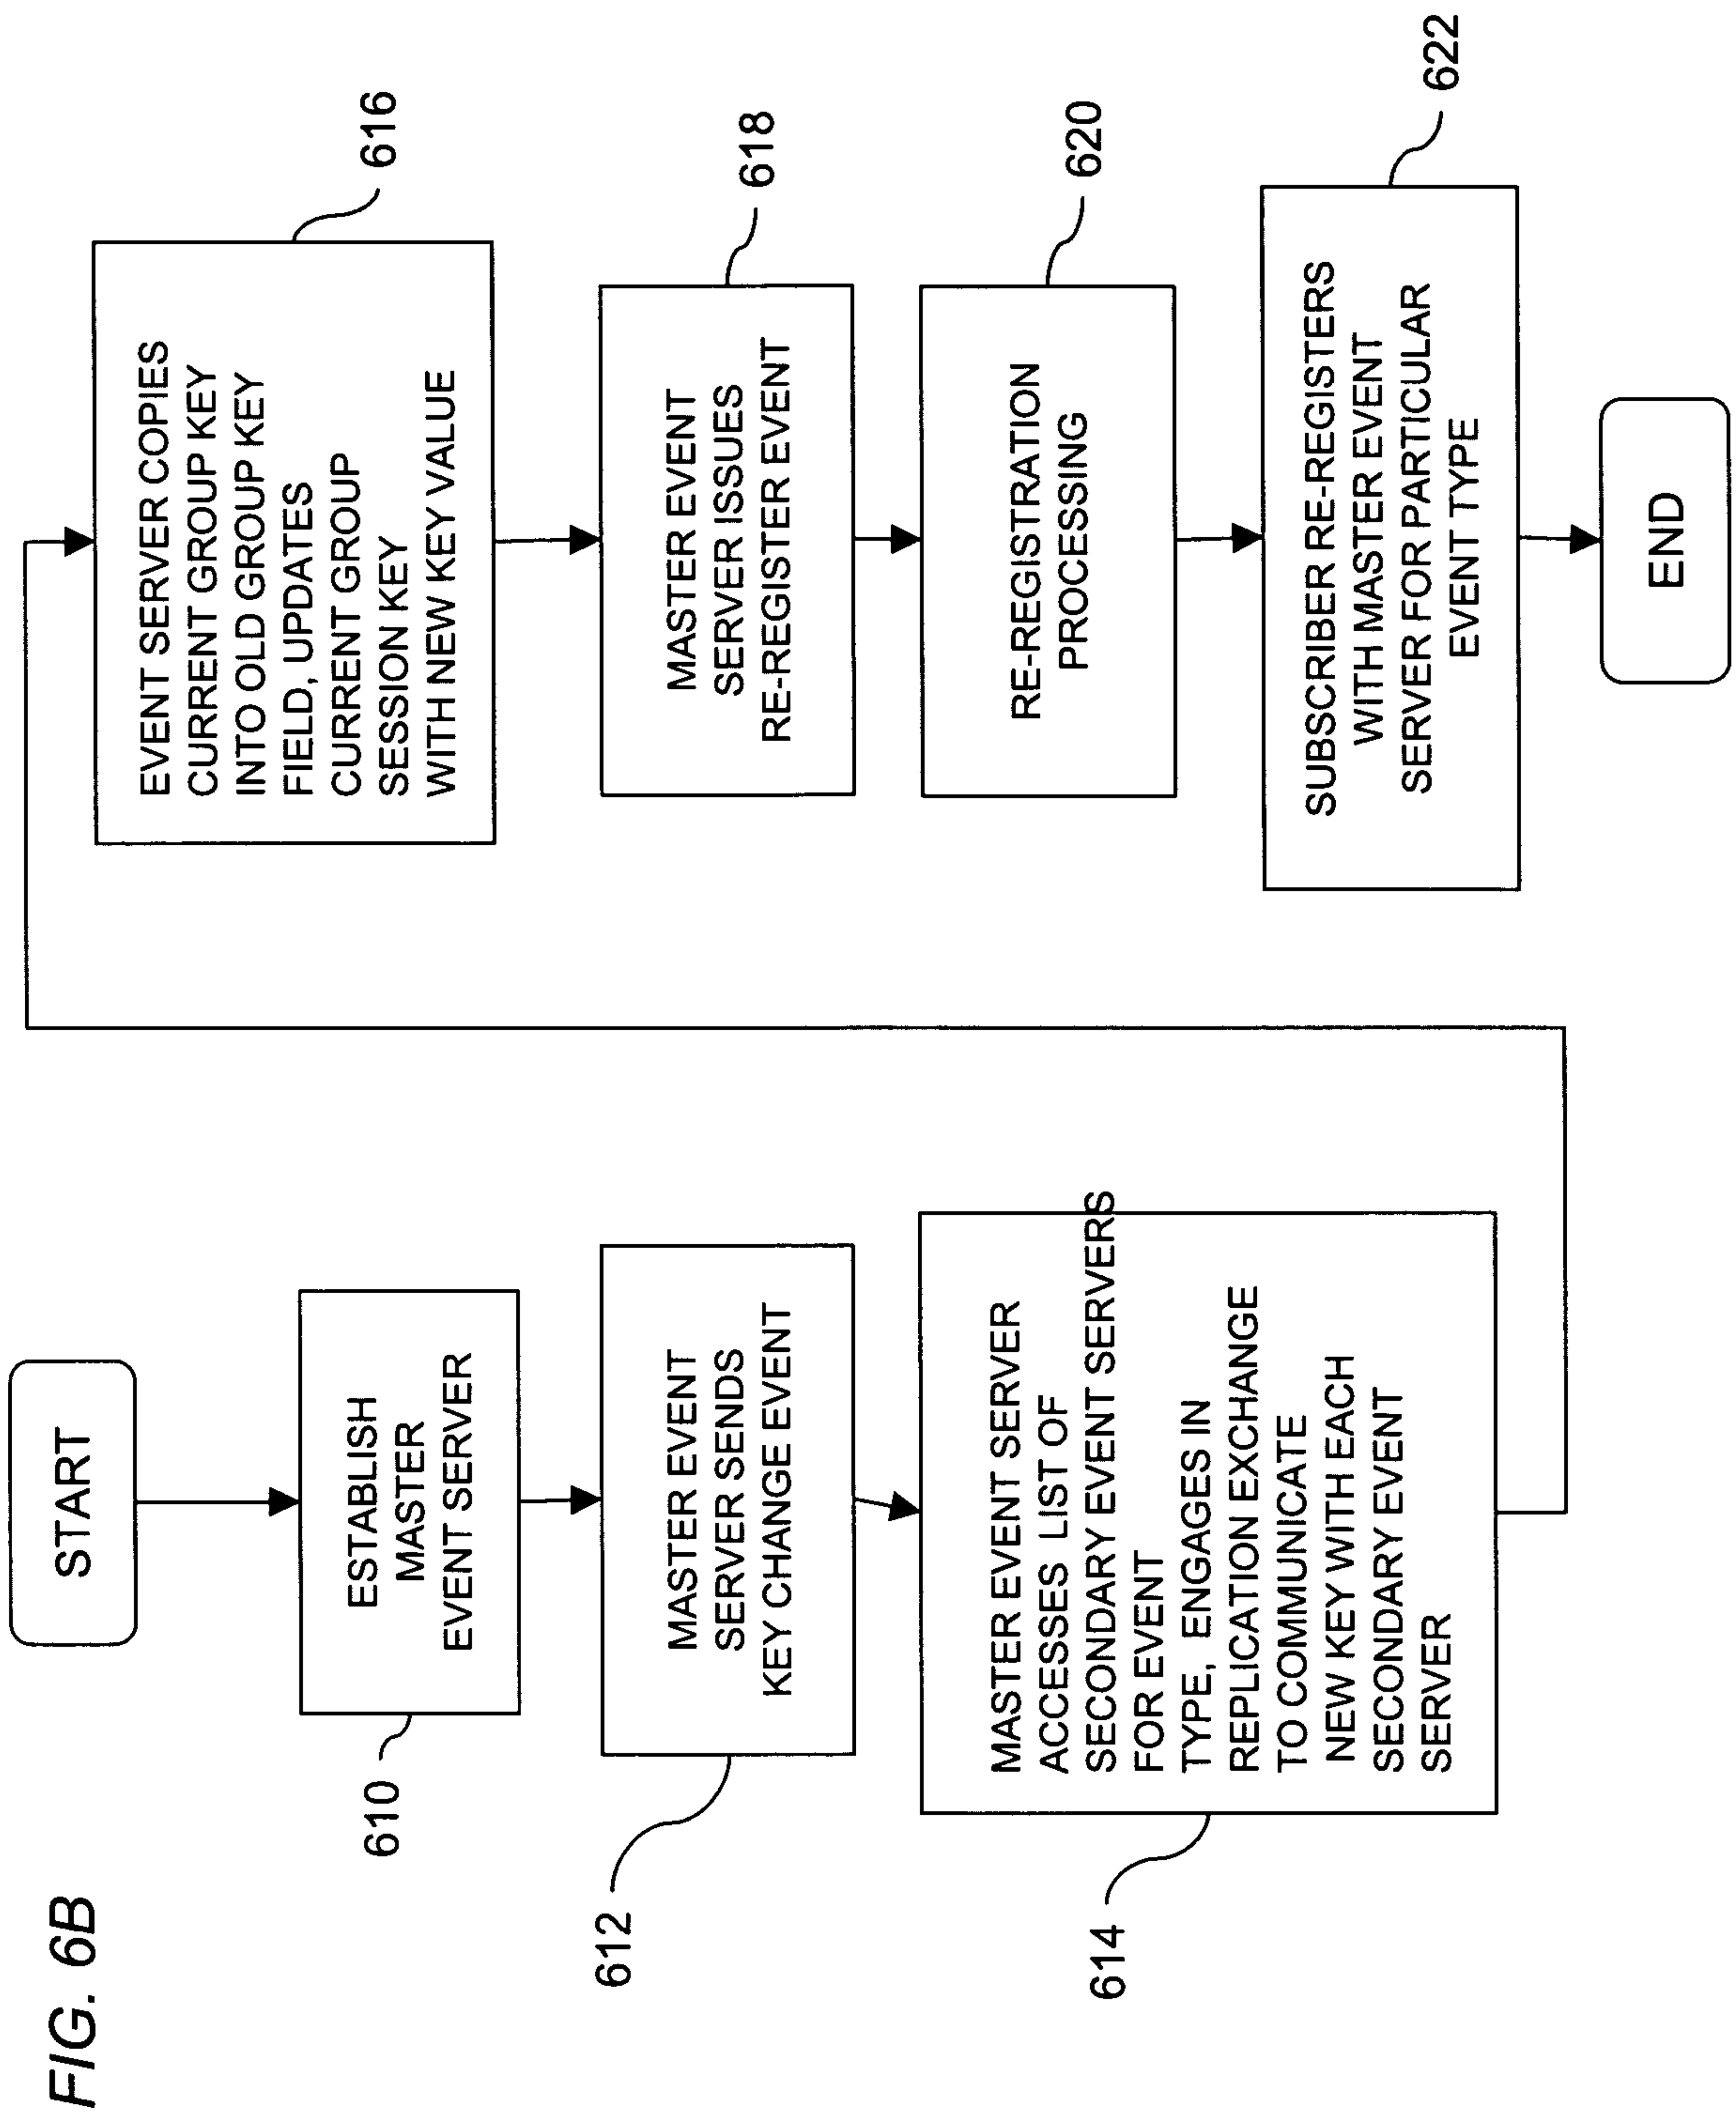 FIG. 6B
START
ESTABLISH
MASTER
EVENT SERVER
610
MASTER EVENT
SERVER SENDS
KEY CHANGE EVENT
612
MASTER EVENT SERVER
ACCESSES LIST OF
SECONDARY EVENT SERVERS
FOR EVENT
TYPE, ENGAGES IN
REPLICATION EXCHANGE
TO COMMUNICATE
NEW KEY WITH EACH
SECONDARY EVENT
SERVER
614
EVENT SERVER COPIES
CURRENT GROUP KEY
INTO OLD GROUP KEY
FIELD, UPDATES
CURRENT GROUP
SESSION KEY
WITH NEW KEY VALUE
616
MASTER EVENT
SERVER ISSUES
RE-REGISTER EVENT
618
RE-REGISTRATION
PROCESSING
620
SUBSCRIBER RE-REGISTERS
WITH MASTER EVENT
SERVER FOR PARTICULAR
EVENT TYPE
622
END